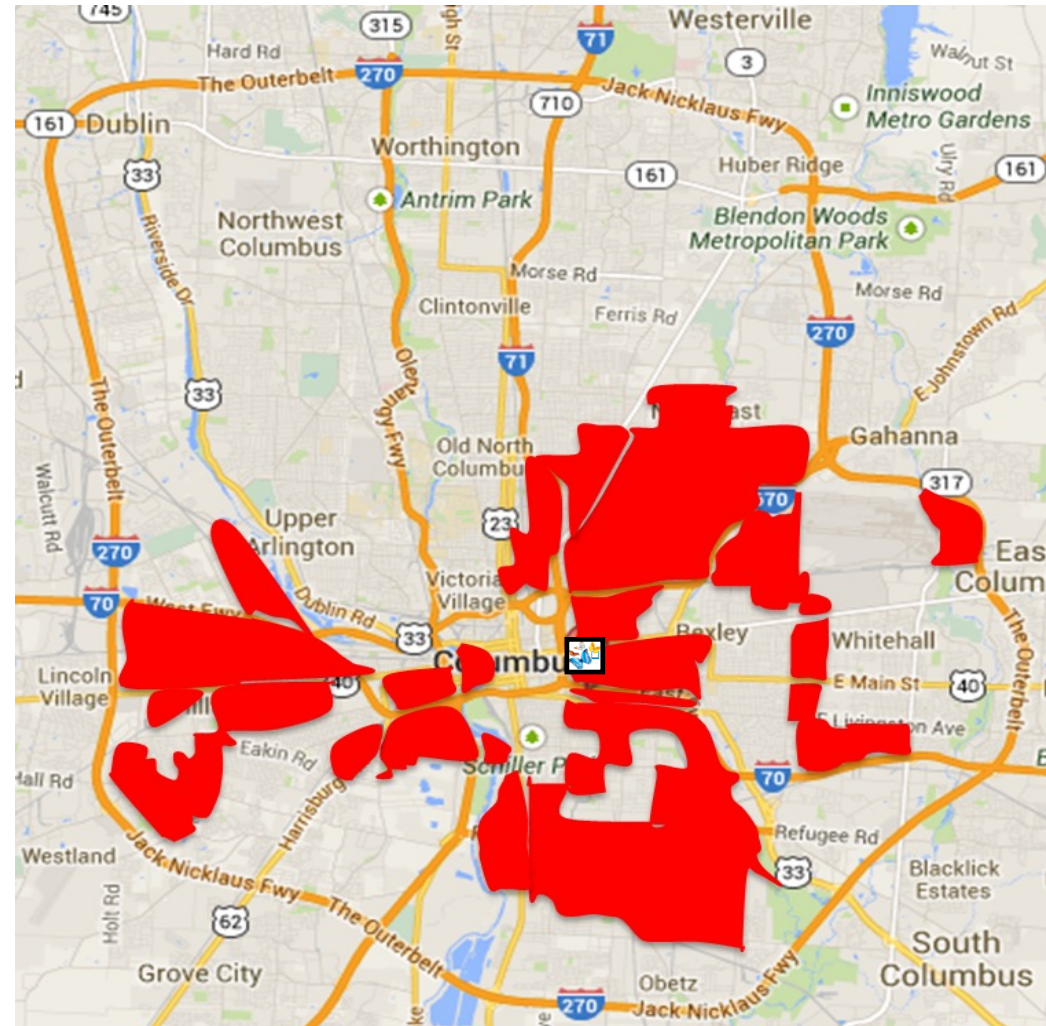 745
315
Westerville
71
Hard Rd
3
Walnut St
The Outerbelt
270
Jack Nicklaus Fwy
Inniswood
Metro Gardens
710
161
Dublin
Worthington
Huber Ridge
161
Ulry Rd
161
33
Antrim Park
Northwest
Columbus
Blendon Woods
Metropolitan Park
Riverside Dr
Morse Rd
Morse Rd
Clintonville
Ferris Rd
270
E Johnstown Rd
71
The Outerbelt
33
Olentangy Fwy
Gahanna
Old North
Walcutt Rd
317
Upper
Arlington
23
270
Victoria
Village
70
Dublin Rd
33
Bexley
Whitehall
The Outerbelt
Lincoln
Village
40
E Main St
40
E Livingston Ave
Eakin Rd
Hall Rd
70
Harrisburg
Refugee Rd
Westland
33
Jack Nicklaus Fwy
Blacklick
Estates
Holt Rd
62
The Outerbelt
South
Columbus
Grove City
Obetz
270
Jack Nicklaus Fwy